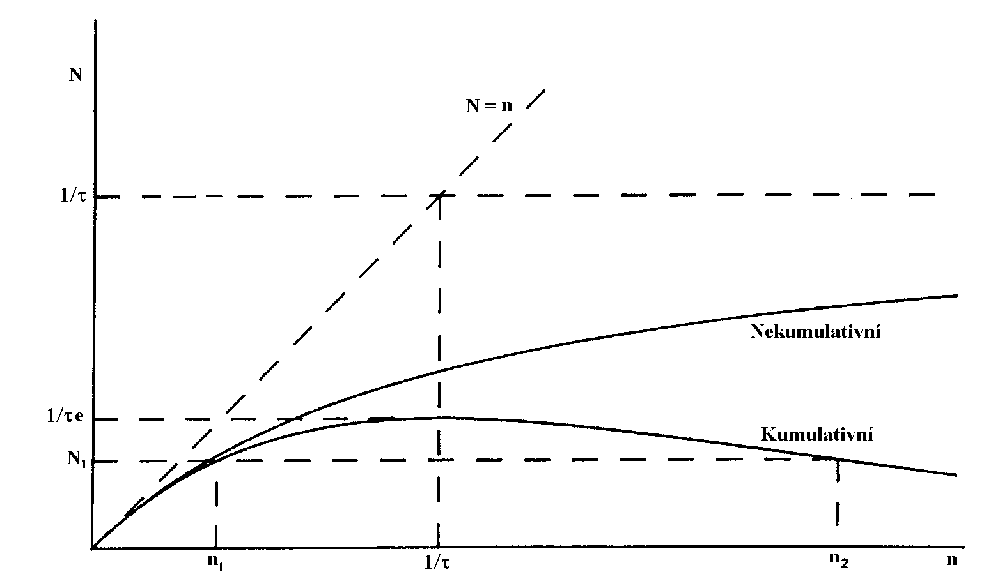 N
N = n
1/τ
Nekumulativní
1/τe
Kumulativní
N₁
n₁
1/τ
n₂
n